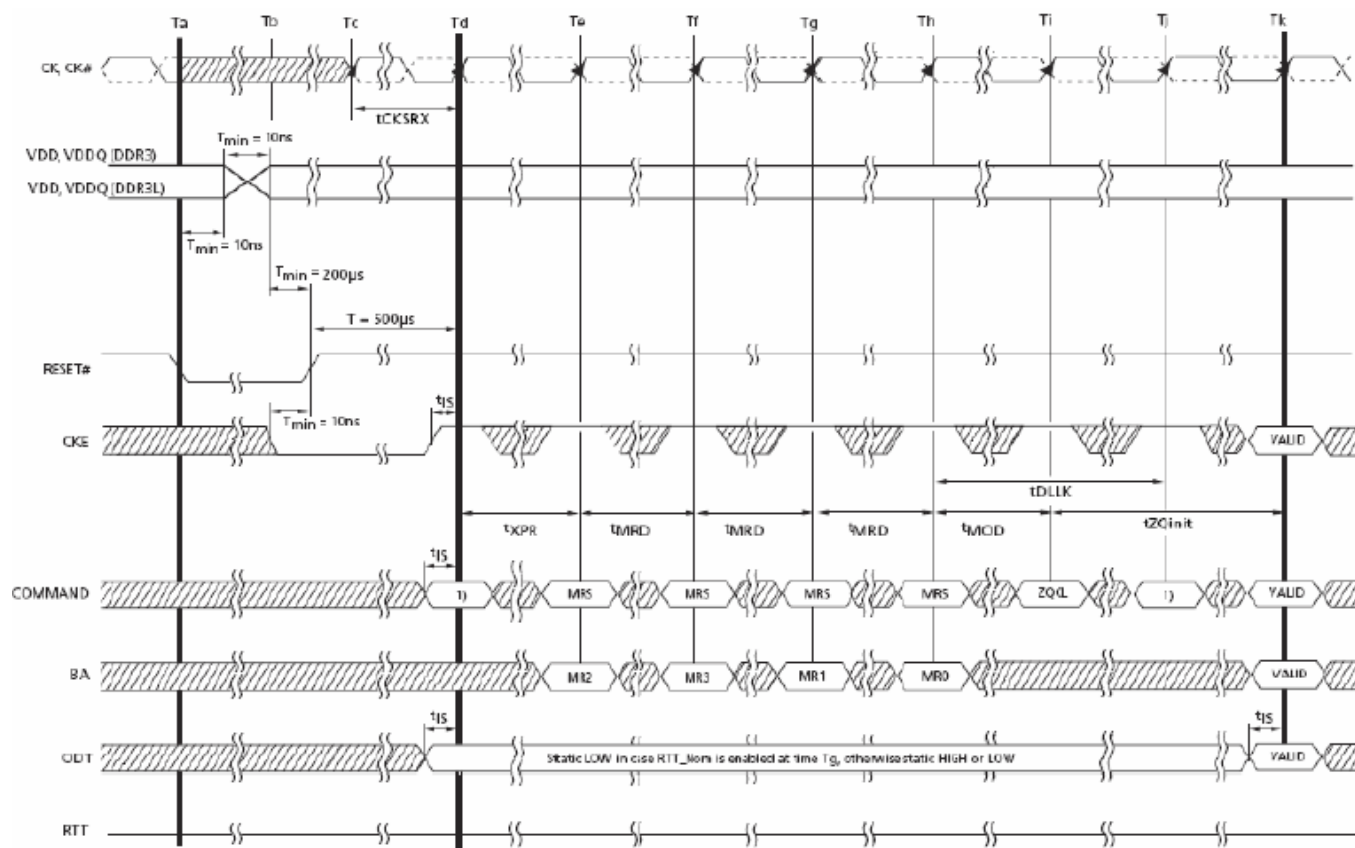 Ta Tb Tc Td Te Tf Tg Th Ti Tj Tk
CK, CK#
tCKSRX
Tmin = 10ns
VDD, VDDQ (DDR3)
VDD, VDDQ (DDR3L)
Tmin = 10ns
Tmin = 200µs
T = 500µs
RESET#
tIS
Tmin = 10ns
CKE
VALID
tDLLK
tXPR tMRD tMRD tMRD tMOD tZQinit
tIS
COMMAND 1) MRS MRS MRS MRS ZQCL 1) VALID
BA MR2 MR3 MR1 MR0 VALID
tIS tIS
ODT Static LOW in case RTT_Nom is enabled at time Tg, otherwise static HIGH or LOW VALID
RTT